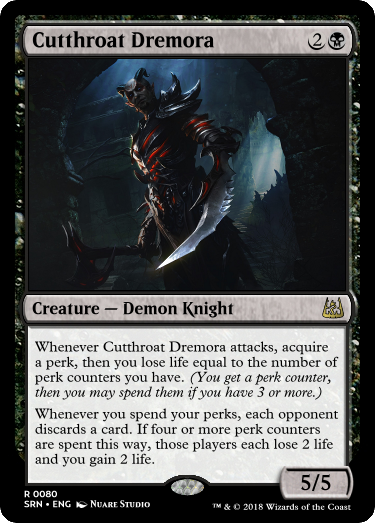 Cutthroat Dremora 2
Creature — Demon Knight
Whenever Cutthroat Dremora attacks, acquire
a perk, then you lose life equal to the number of
perk counters you have. (You get a perk counter,
then you may spend them if you have 3 or more.)
Whenever you spend your perks, each opponent
discards a card. If four or more perk counters
are spent this way, those players each lose 2 life
and you gain 2 life.
5/5
R 0080
SRN • ENG Nuare Studio
™ & © 2018 Wizards of the Coast